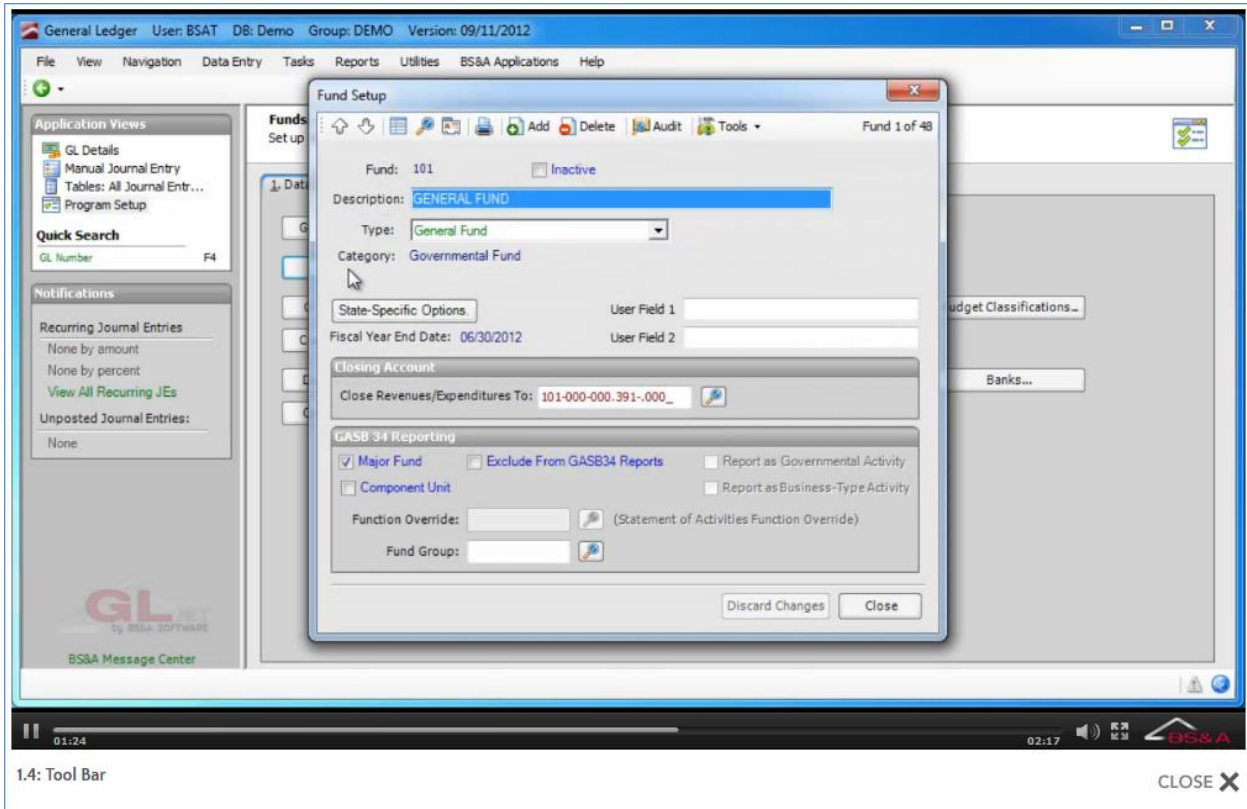 General Ledger User: BSAT DB: Demo Group: DEMO Version: 09/11/2012
File View Navigation Data Entry Tasks Reports Utilities BS&A Applications Help
Application Views
GL Details
Manual Journal Entry
Tables: All Journal Entr...
Program Setup
Quick Search
GL Number F4
Notifications
Recurring Journal Entries
None by amount
None by percent
View All Recurring JEs
Unposted Journal Entries:
None
GL .NET
by BS&A SOFTWARE
BS&A Message Center
Funds
Set up
1. Data
Fund Setup
Add Delete Audit Tools Fund 1 of 48
Fund: 101 Inactive
Description: GENERAL FUND
Type: General Fund
Category: Governmental Fund
State-Specific Options. User Field 1
Fiscal Year End Date: 06/30/2012 User Field 2
Closing Account
Close Revenues/Expenditures To: 101-000-000.391-.000_
GASB 34 Reporting
Major Fund Exclude From GASB34 Reports Report as Governmental Activity
Component Unit Report as Business-Type Activity
Function Override: (Statement of Activities Function Override)
Fund Group:
Discard Changes Close
udget Classifications...
Banks...
01:24 02:17 BS&A
1.4: Tool Bar CLOSE